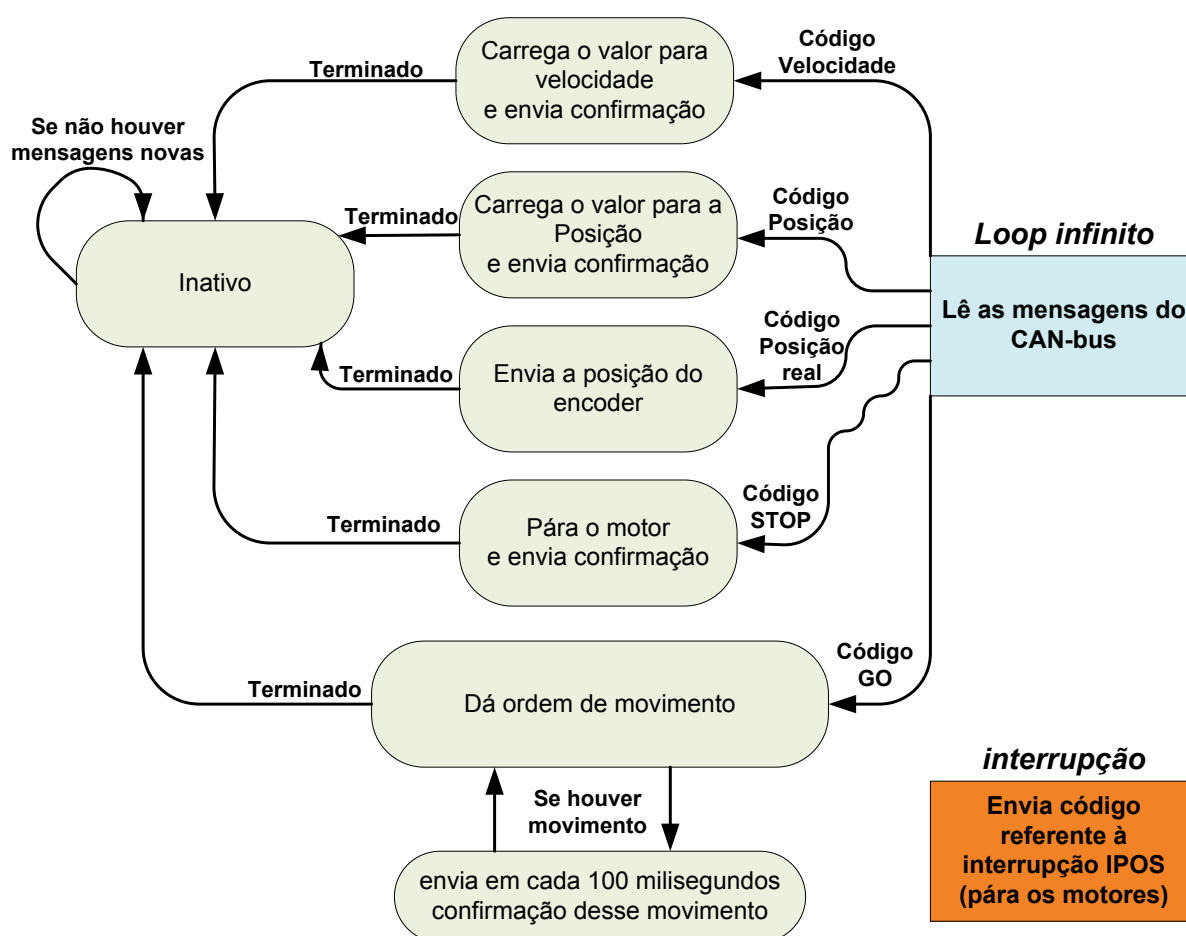 Carrega o valor para
velocidade
e envia confirmação
Código
Velocidade
Terminado
Se não houver
mensagens novas
Carrega o valor para a
Posição
e envia confirmação
Código
Posição
Terminado
Loop infinito
Inativo
Lê as mensagens do
CAN-bus
Código
Posição
real
Envia a posição do
encoder
Terminado
Código
STOP
Pára o motor
e envia confirmação
Terminado
Código
GO
Dá ordem de movimento
Terminado
interrupção
Se houver
movimento
Envia código
referente à
interrupção IPOS
(pára os motores)
envia em cada 100 milisegundos
confirmação desse movimento